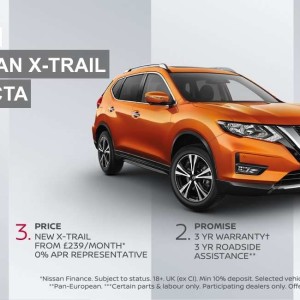 AN X-TRAIL
CTA
3.
PRICE
NEW X-TRAIL
FROM £239/MONTH*
0% APR REPRESENTATIVE
2.
PROMISE
3 YR WARRANTY†
3 YR ROADSIDE
ASSISTANCE**
*Nissan Finance. Subject to status. 18+. UK (ex CI). Min 10% deposit. Selected vehicl
**Pan-European. ***Certain parts & labour only. Participating dealers only. †